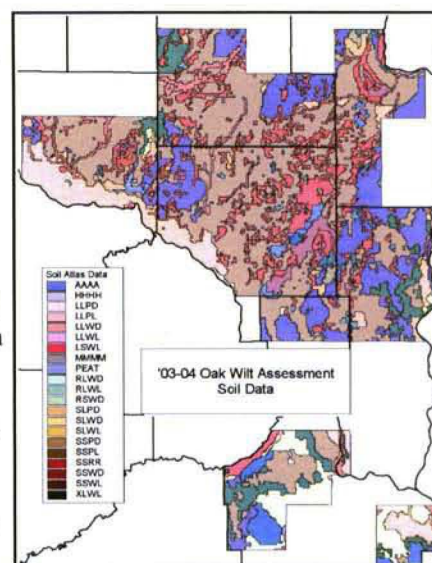 Soil Atlas Data
AAAA
HHHH
LLPD
LLPL
LLWD
LLWL
LSWL
MMMM
PEAT
RLWD
RLWL
RSWD
SLPD
SLWD
SLWL
SSPD
SSPL
SSRR
SSWD
SSWL
XLWL
'03-04 Oak Wilt Assessment
Soil Data